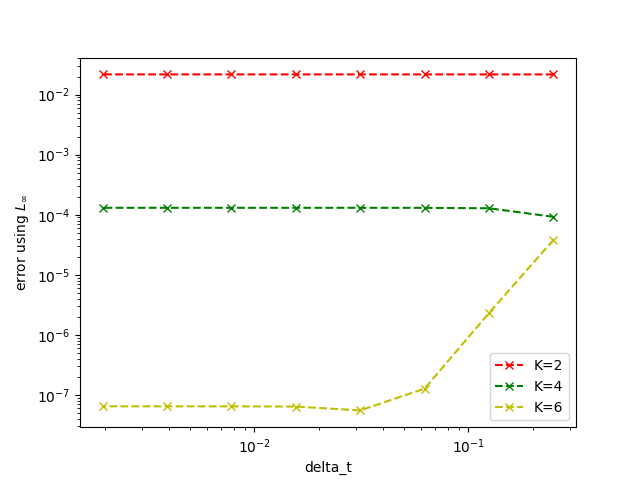 10⁻²
10⁻³
10⁻⁴
10⁻⁵
10⁻⁶
10⁻⁷
error using L∞
10⁻² 10⁻¹
delta_t
K=2
K=4
K=6